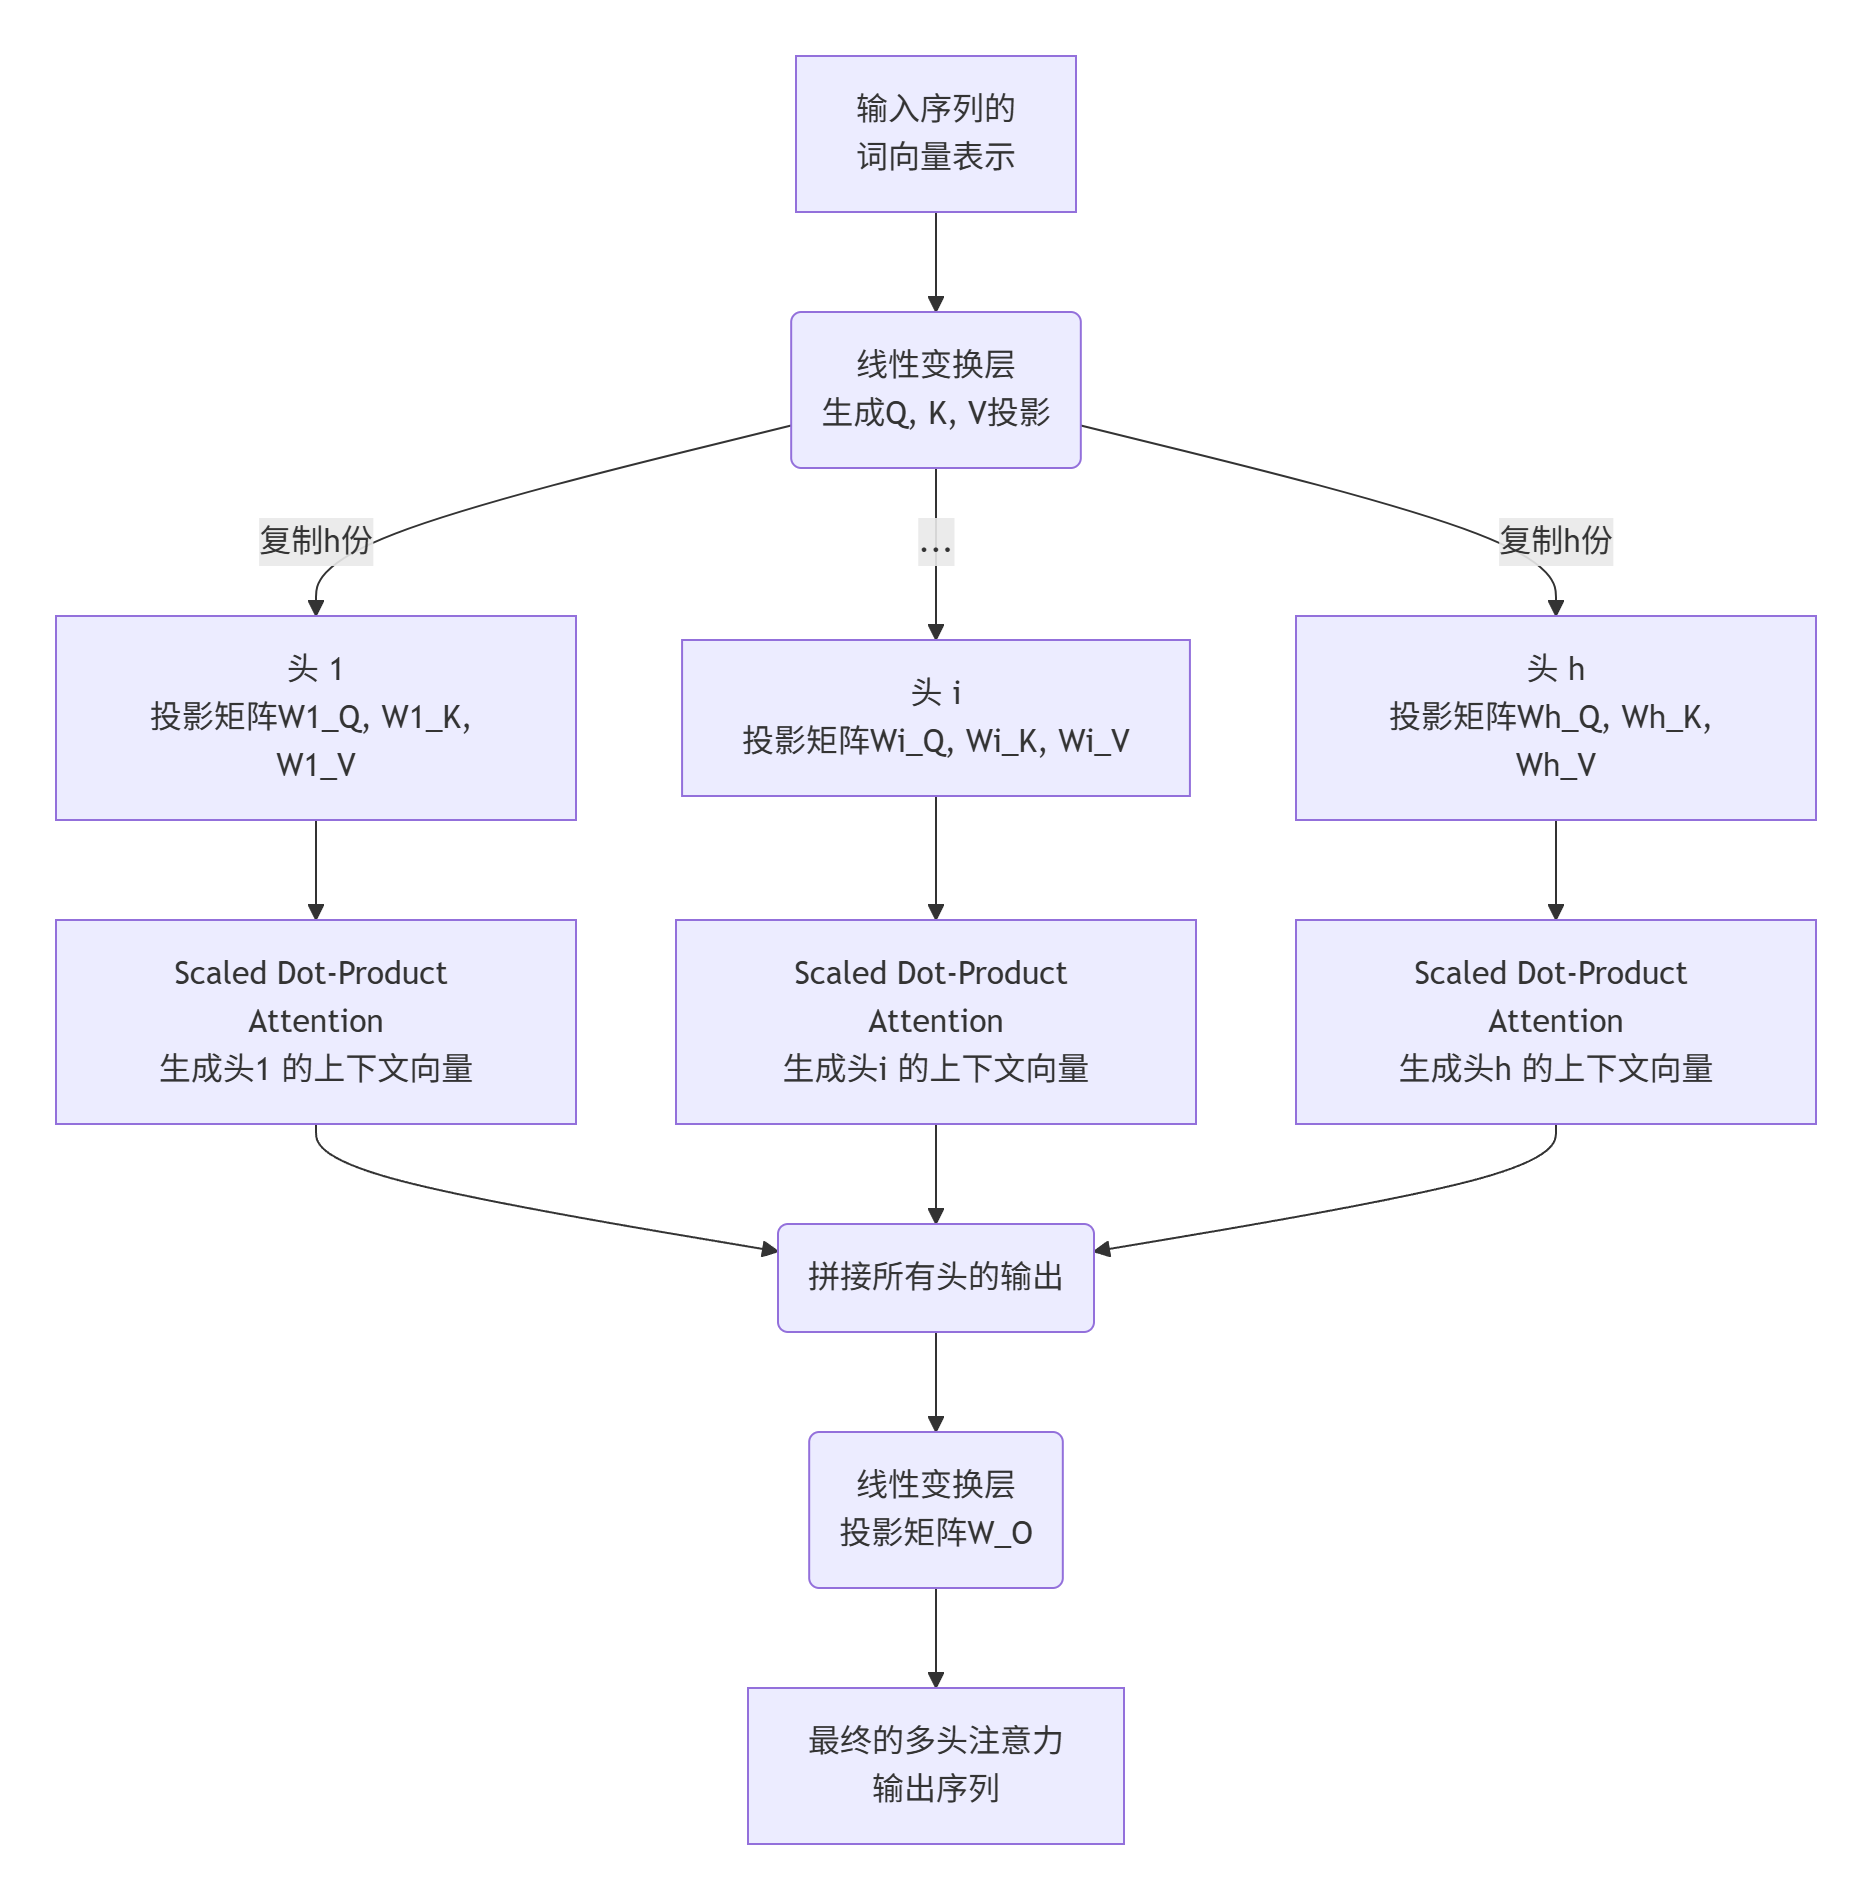 输入序列的
词向量表示
线性变换层
生成Q, K, V投影
复制h份
...
复制h份
头 1
投影矩阵W1_Q, W1_K,
W1_V
头 i
投影矩阵Wi_Q, Wi_K, Wi_V
头 h
投影矩阵Wh_Q, Wh_K,
Wh_V
Scaled Dot-Product
Attention
生成头1 的上下文向量
Scaled Dot-Product
Attention
生成头i 的上下文向量
Scaled Dot-Product
Attention
生成头h 的上下文向量
拼接所有头的输出
线性变换层
投影矩阵W_O
最终的多头注意力
输出序列